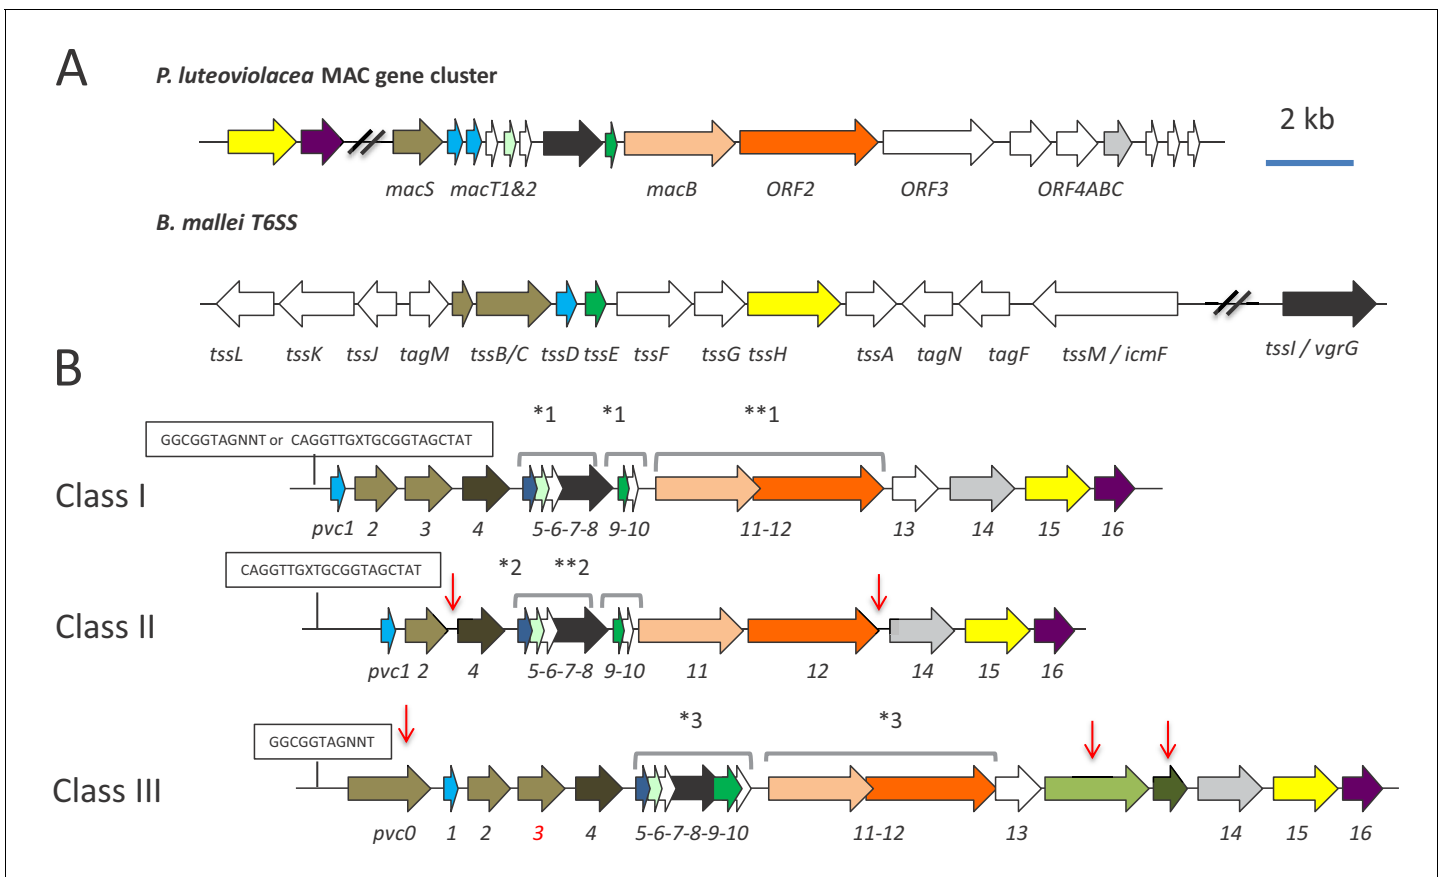 A
P. luteoviolacea MAC gene cluster
2 kb
macS macT1&2 macB ORF2 ORF3 ORF4ABC
B. mallei T6SS
tssL tssK tssJ tagM tssB/C tssD tssE tssF tssG tssH tssA tagN tagF tssM / icmF tssI / vgrG
B
*1 *1 **1
GGCGGTAGNNT or CAGGTTGXTGCGGTAGCTAT
Class I
pvc1 2 3 4 5-6-7-8 9-10 11-12 13 14 15 16
*2 **2
CAGGTTGXTGCGGTAGCTAT
Class II
pvc1 2 4 5-6-7-8 9-10 11 12 14 15 16
*3 *3
GGCGGTAGNNT
Class III
pvc0 1 2 3 4 5-6-7-8-9-10 11-12 13 14 15 16